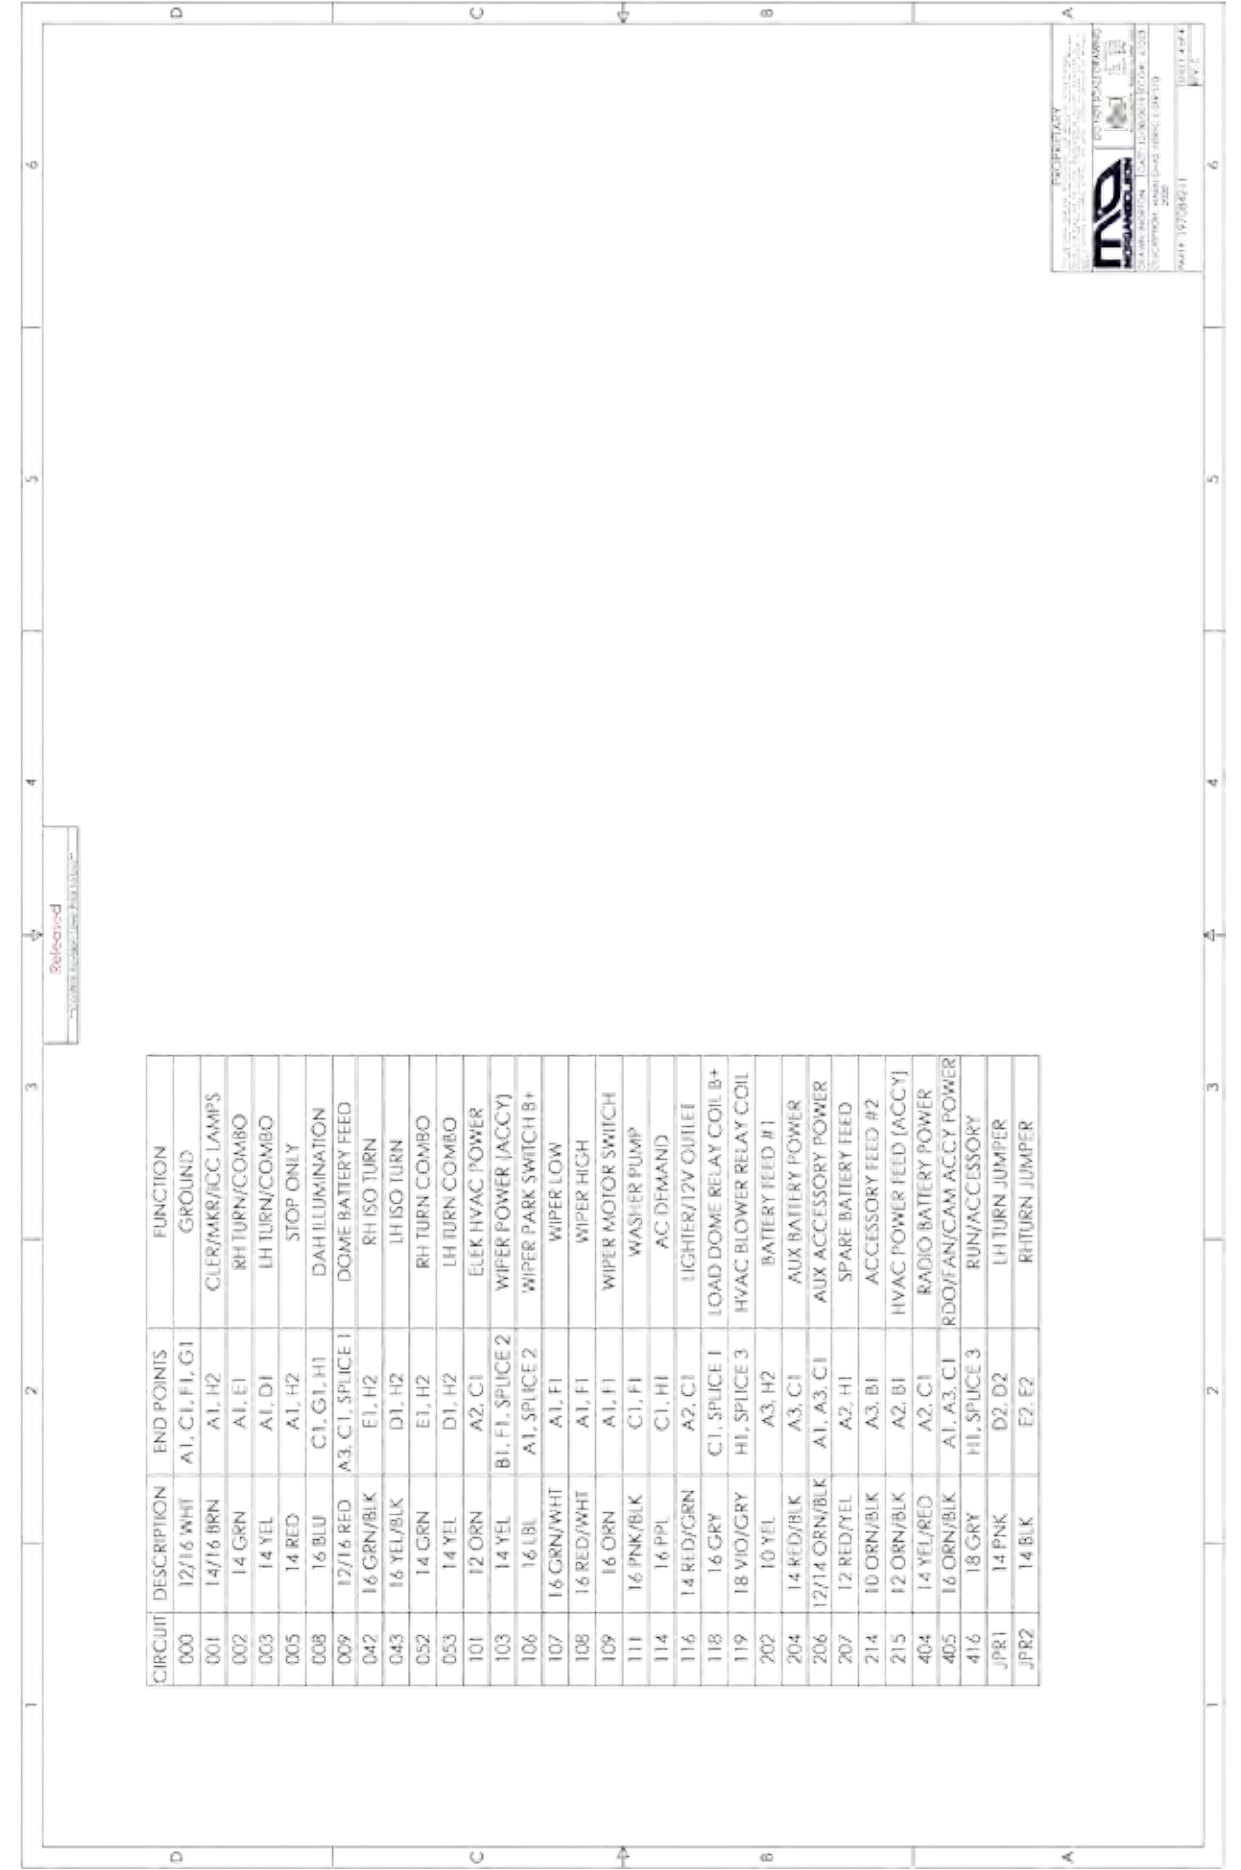 Released
CIRCUIT DESCRIPTION END POINTS FUNCTION
000 12/16 WHT A1, C1, F1, G1 GROUND
001 14/16 BRN A1, H2 CLER/MKR/ICC LAMPS
002 14 GRN A1, E1 RH TURN/COMBO
003 14 YEL A1, D1 LH TURN/COMBO
005 14 RED A1, H2 STOP ONLY
008 16 BLU C1, G1, H1 DAH ILLUMINATION
009 12/16 RED A3, C1, SPLICE 1 DOME BATTERY FEED
042 16 GRN/BLK E1, H2 RH ISO TURN
043 16 YEL/BLK D1, H2 LH ISO TURN
052 14 GRN E1, H2 RH TURN COMBO
053 14 YEL D1, H2 LH TURN COMBO
101 12 ORN A2, C1 ELEK HVAC POWER
103 14 YEL B1, F1, SPLICE 2 WIPER POWER (ACCY)
106 16 LBL A1, SPLICE 2 WIPER PARK SWITCH B+
107 16 GRN/WHT A1, F1 WIPER LOW
108 16 RED/WHT A1, F1 WIPER HIGH
109 16 ORN A1, F1 WIPER MOTOR SWITCH
111 16 PNK/BLK C1, F1 WASHER PUMP
114 16 PPL C1, H1 AC DEMAND
116 14 RED/GRN A2, C1 LIGHTER/12V OUTLET
118 16 GRY C1, SPLICE 1 LOAD DOME RELAY COIL B+
119 18 VIO/GRY H1, SPLICE 3 HVAC BLOWER RELAY COIL
202 10 YEL A3, H2 BATTERY FEED #1
204 14 RED/BLK A3, C1 AUX BATTERY POWER
206 12/14 ORN/BLK A1, A3, C1 AUX ACCESSORY POWER
207 12 RED/YEL A2, H1 SPARE BATTERY FEED
214 10 ORN/BLK A3, B1 ACCESSORY FEED #2
215 12 ORN/BLK A2, B1 HVAC POWER FEED (ACCY)
404 14 YEL/RED A2, C1 RADIO BATTERY POWER
405 16 ORN/BLK A1, A3, C1 RDO/FAN/CAM ACCY POWER
416 18 GRY H1, SPLICE 3 RUN/ACCESSORY
JPR1 14 PNK D2, D2 LH TURN JUMPER
JPR2 14 BLK E2, E2 RHTURN JUMPER
PROPRIETARY
DO NOT SCALE DRAWING
MORGAN OLSON
1 2 3 4 5 6
D C B A